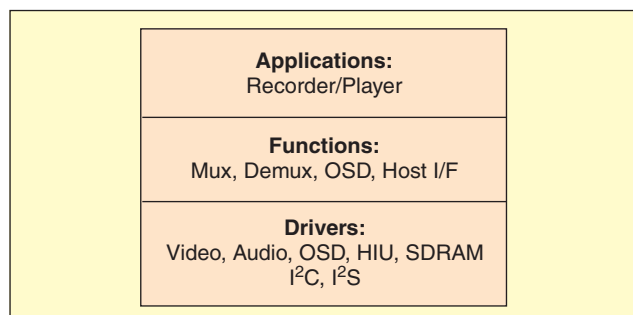 Applications:
Recorder/Player
Functions:
Mux, Demux, OSD, Host I/F
Drivers:
Video, Audio, OSD, HIU, SDRAM
I²C, I²S